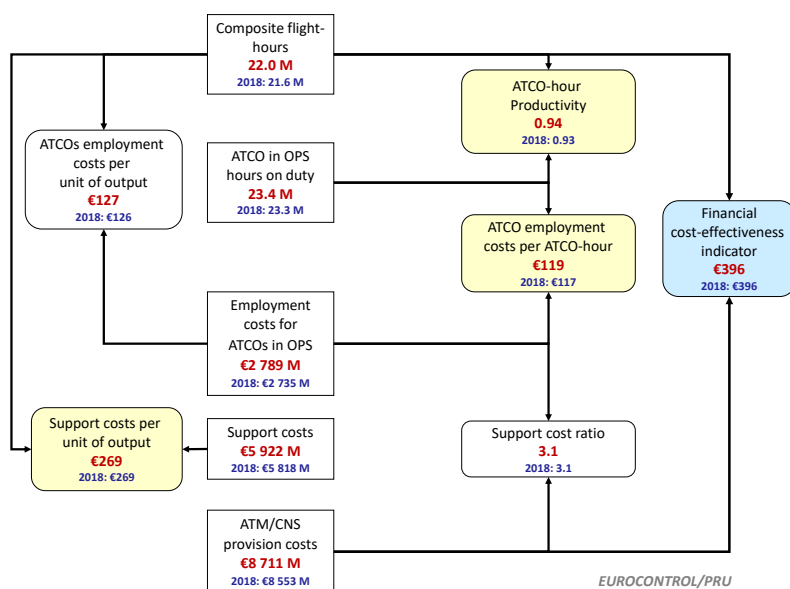 Composite flight-
hours
22.0 M
2018: 21.6 M
ATCO-hour
Productivity
0.94
2018: 0.93
ATCOs employment
costs per
unit of output
€127
2018: €126
ATCO in OPS
hours on duty
23.4 M
2018: 23.3 M
ATCO employment
costs per ATCO-hour
€119
2018: €117
Financial
cost-effectiveness
indicator
€396
2018: €396
Employment
costs for
ATCOs in OPS
€2 789 M
2018: €2 735 M
Support costs per
unit of output
€269
2018: €269
Support costs
€5 922 M
2018: €5 818 M
Support cost ratio
3.1
2018: 3.1
ATM/CNS
provision costs
€8 711 M
2018: €8 553 M
EUROCONTROL/PRU